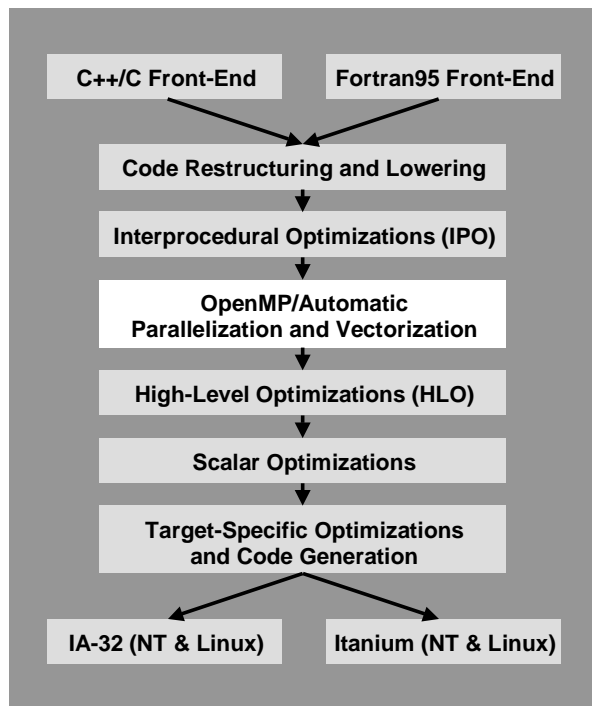 C++/C Front-End
Fortran95 Front-End
Code Restructuring and Lowering
Interprocedural Optimizations (IPO)
OpenMP/Automatic
Parallelization and Vectorization
High-Level Optimizations (HLO)
Scalar Optimizations
Target-Specific Optimizations
and Code Generation
IA-32 (NT & Linux)
Itanium (NT & Linux)